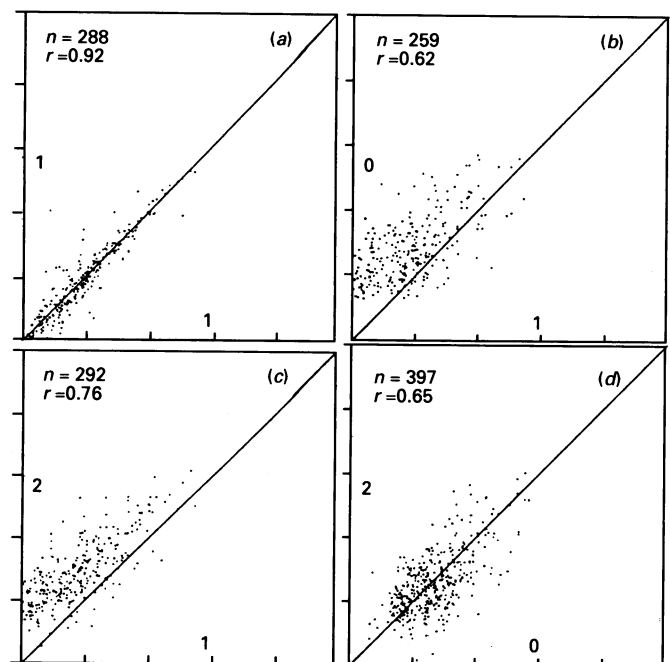 n = 288
r =0.92
(a)
1
1
n = 259
r =0.62
(b)
0
1
n = 292
r =0.76
(c)
2
1
n = 397
r =0.65
(d)
2
0